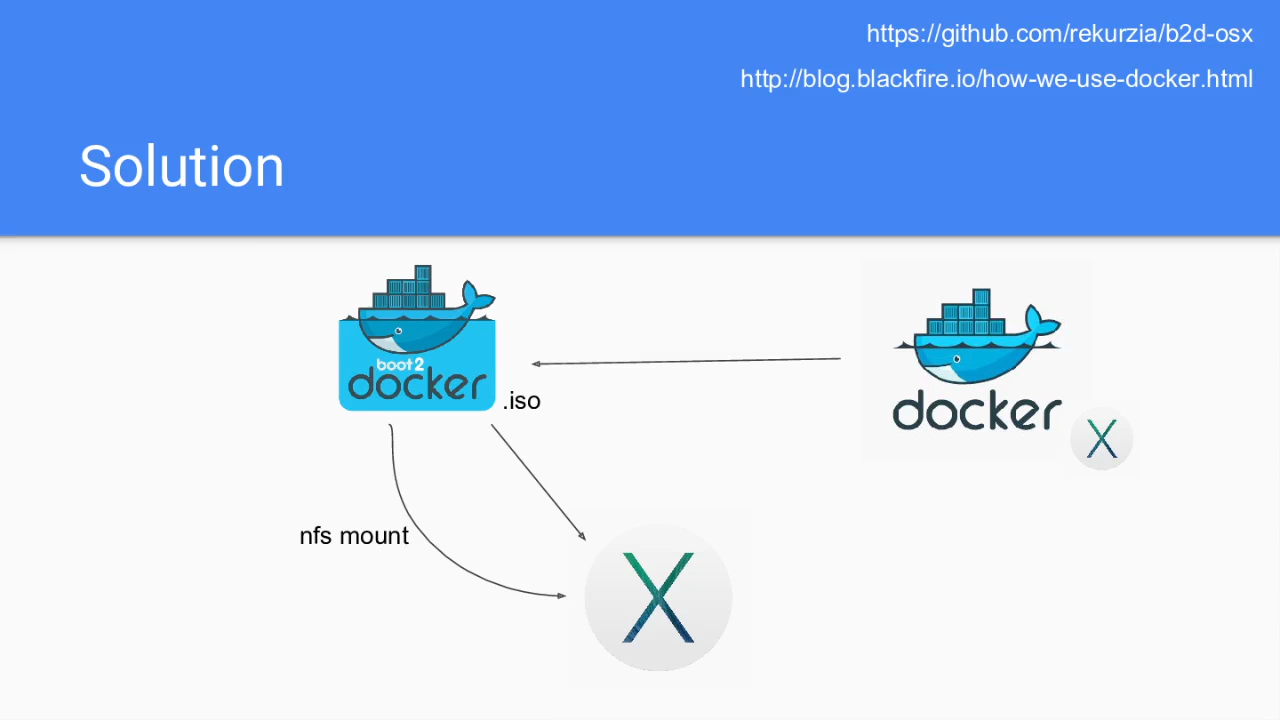 https://github.com/rekurzia/b2d-osx
http://blog.blackfire.io/how-we-use-docker.html
Solution
boot2
docker
.iso
docker
X
nfs mount
X